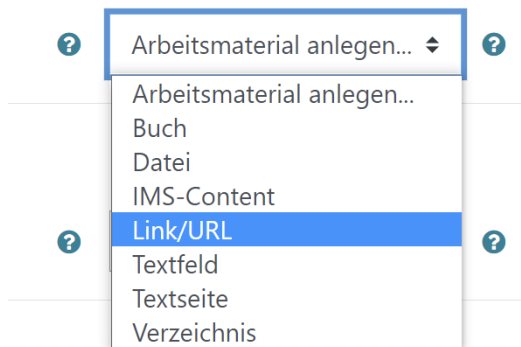 Arbeitsmaterial anlegen...
Arbeitsmaterial anlegen...
Buch
Datei
IMS-Content
Link/URL
Textfeld
Textseite
Verzeichnis